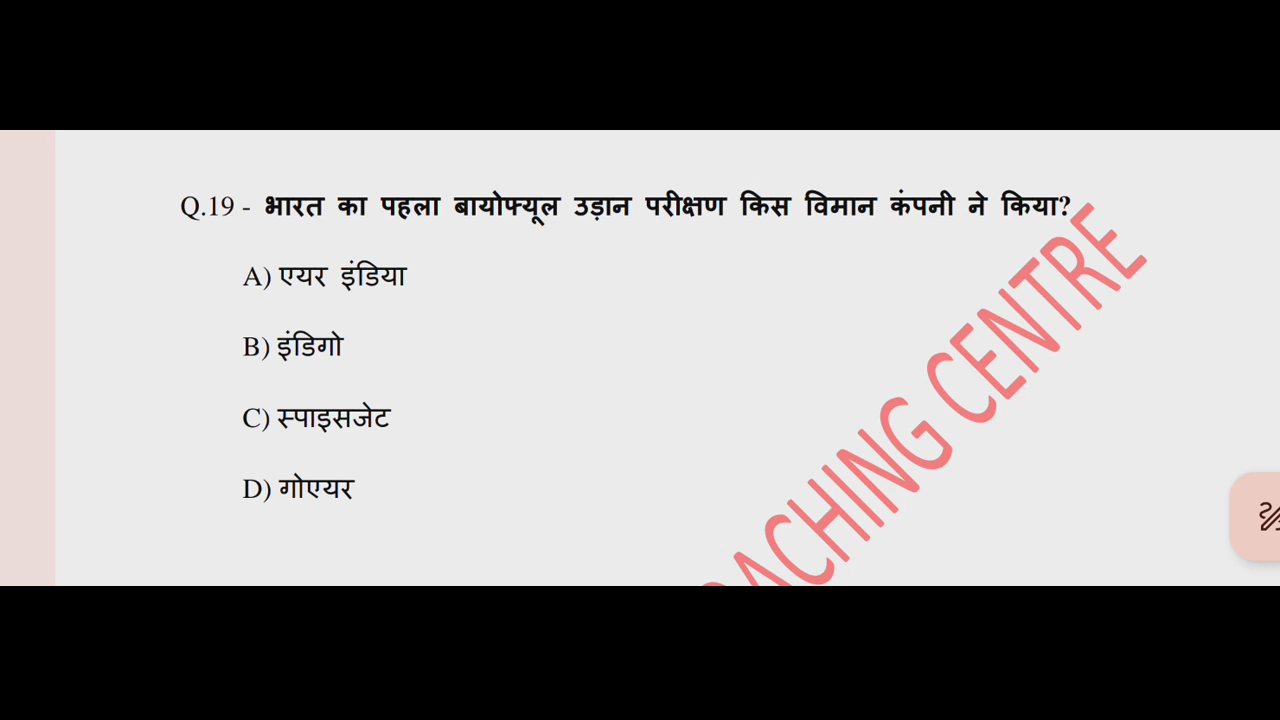 Q.19 - भारत का पहला बायोफ्यूल उड़ान परीक्षण किस विमान कंपनी ने किया?
A) एयर इंडिया
B) इंडिगो
C) स्पाइसजेट
D) गोएयर
ACHING CENTRE